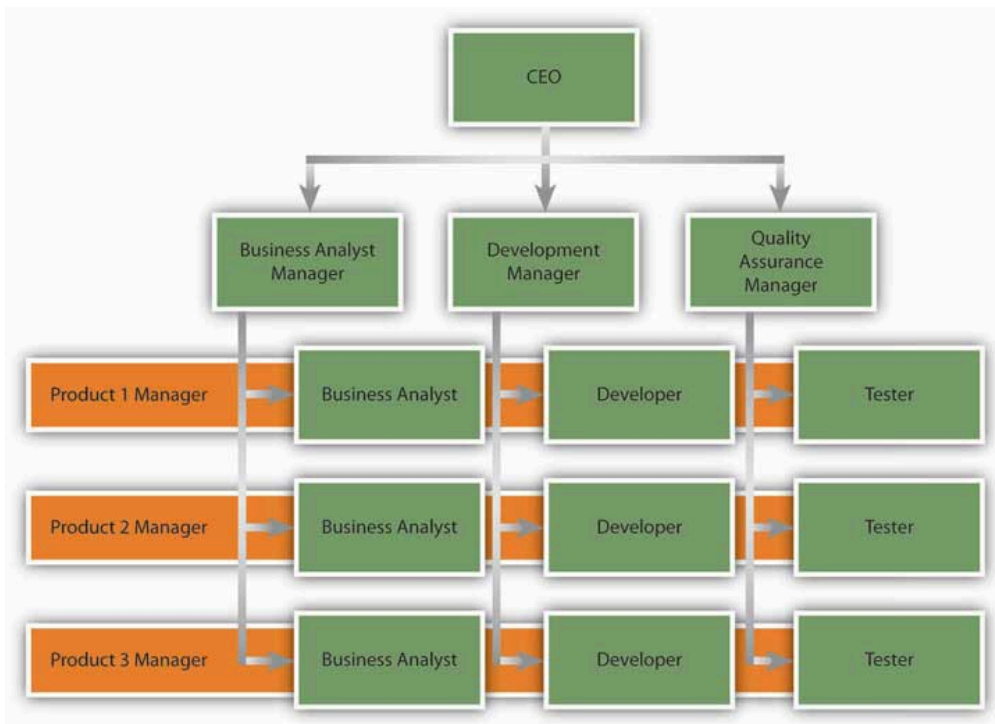 CEO
Business Analyst
Manager
Development
Manager
Quality
Assurance
Manager
Product 1 Manager
Business Analyst
Developer
Tester
Product 2 Manager
Business Analyst
Developer
Tester
Product 3 Manager
Business Analyst
Developer
Tester